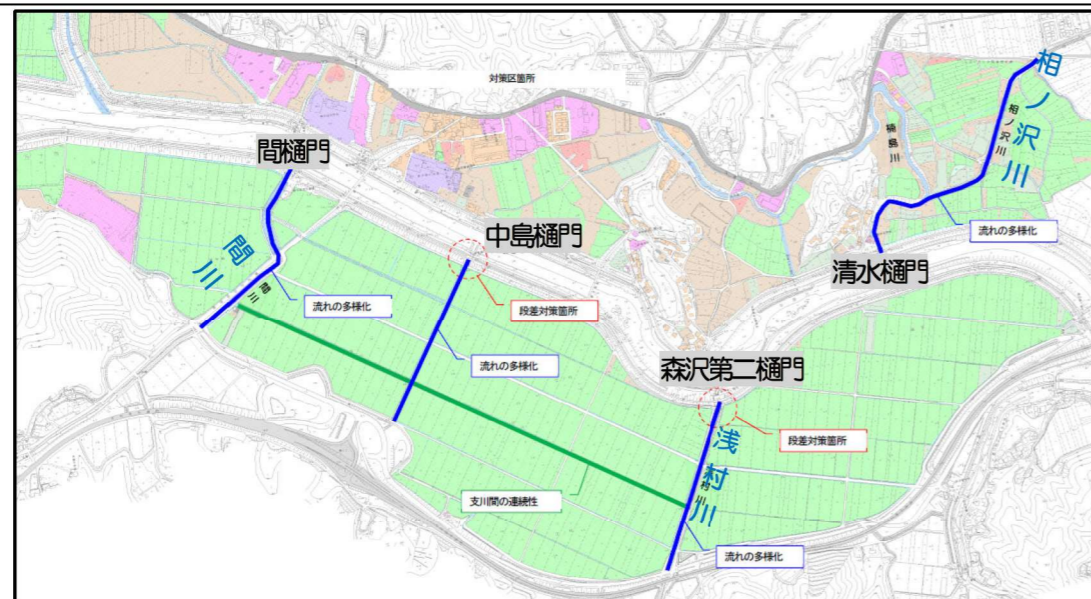 対策区箇所
相ノ沢川
相ノ沢川
楠島川
間樋門
間川
間川
流れの多様化
中島樋門
段差対策箇所
流れの多様化
清水樋門
流れの多様化
森沢第二樋門
段差対策箇所
浅村川
支川間の連続性
流れの多様化